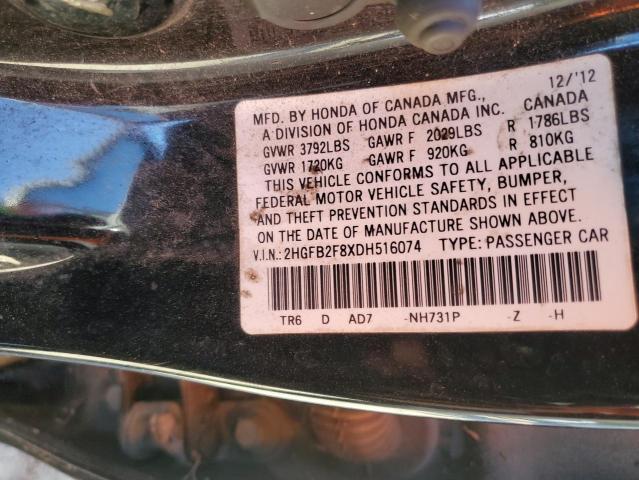 12/'12
MFD. BY HONDA OF CANADA MFG., CANADA
A DIVISION OF HONDA CANADA INC.
GVWR 3792LBS GAWR F 2029LBS R 1786LBS
GVWR 1720KG GAWR F 920KG R 810KG
THIS VEHICLE CONFORMS TO ALL APPLICABLE
FEDERAL MOTOR VEHICLE SAFETY, BUMPER,
AND THEFT PREVENTION STANDARDS IN EFFECT
ON THE DATE OF MANUFACTURE SHOWN ABOVE.
V.I.N.: 2HGFB2F8XDH516074 TYPE: PASSENGER CAR
TR6 D AD7 -NH731P -Z -H